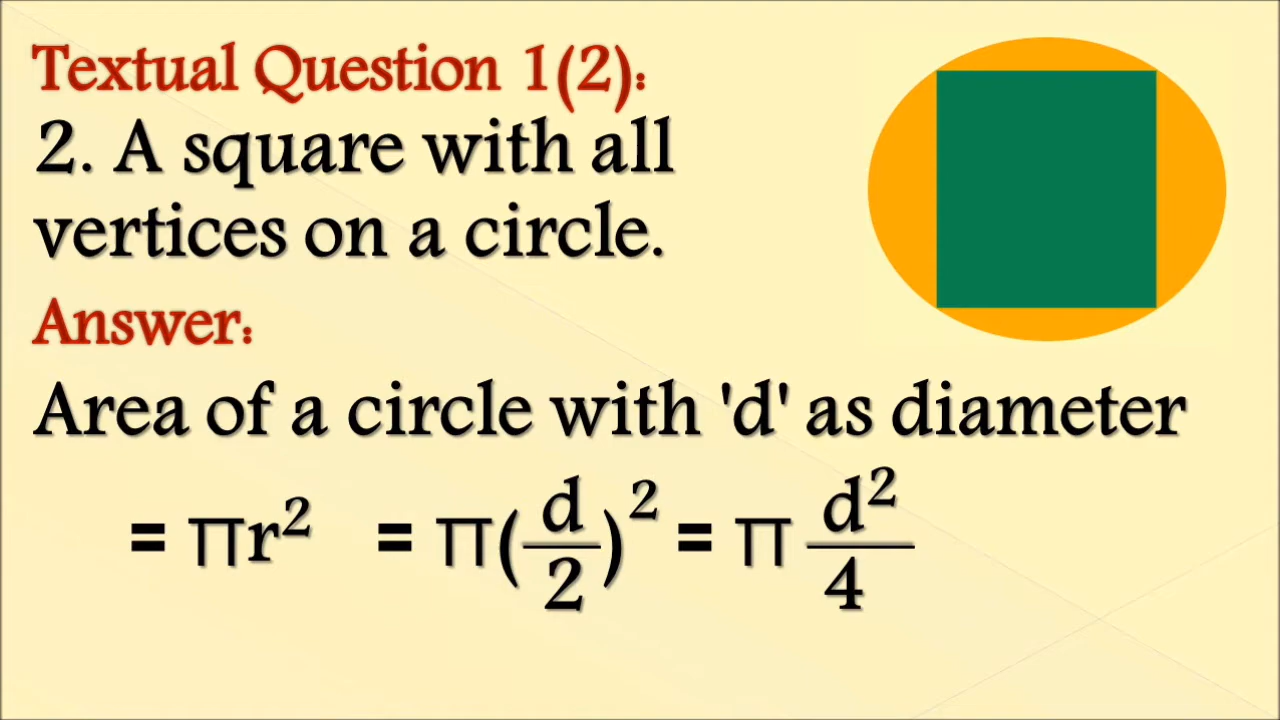 Textual Question 1(2):
2. A square with all
vertices on a circle.
Answer:
Area of a circle with 'd' as diameter
= πr² = π(d/2)² = π d²/4